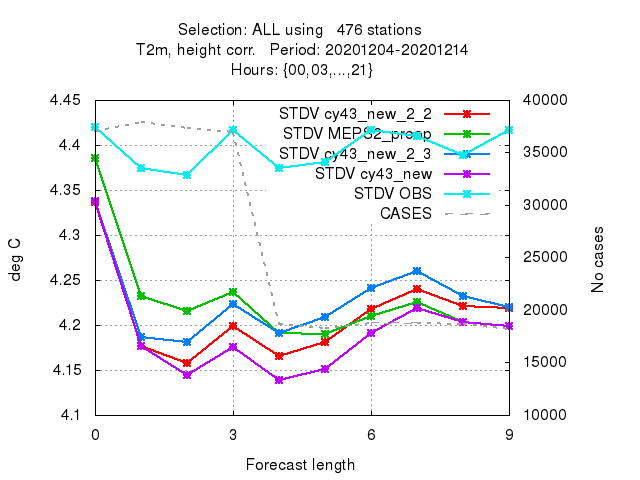 Selection: ALL using 476 stations
T2m, height corr. Period: 20201204-20201214
Hours: {00,03,...,21}
4.45
4.4
4.35
4.3
4.25
4.2
4.15
4.1
deg C
STDV cy43_new_2_2
STDV MEPS2_preop
STDV cy43_new_2_3
STDV cy43_new
STDV OBS
CASES
40000
35000
30000
25000
20000
15000
10000
No cases
0
3
6
9
Forecast length